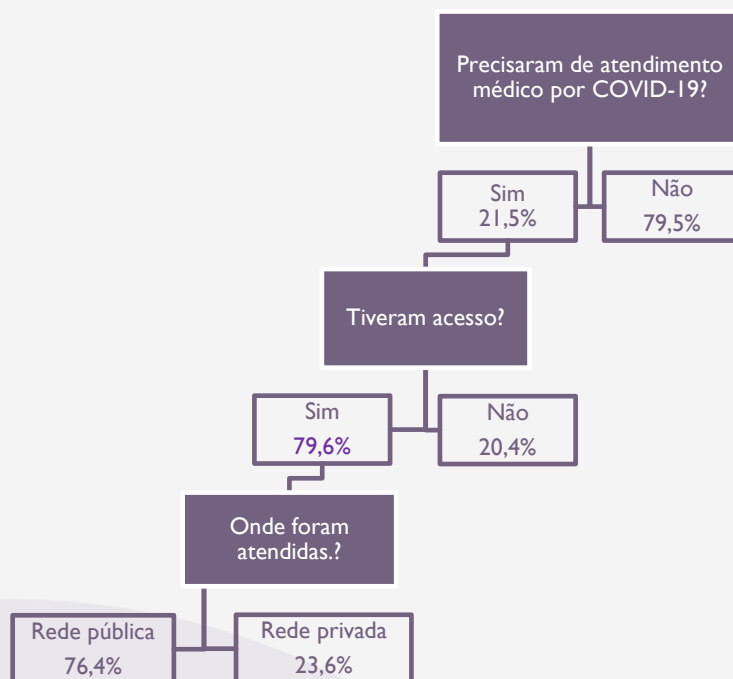 Precisaram de atendimento
médico por COVID-19?
Sim
21,5%
Não
79,5%
Tiveram acesso?
Sim
79,6%
Não
20,4%
Onde foram
atendidas.?
Rede pública
76,4%
Rede privada
23,6%